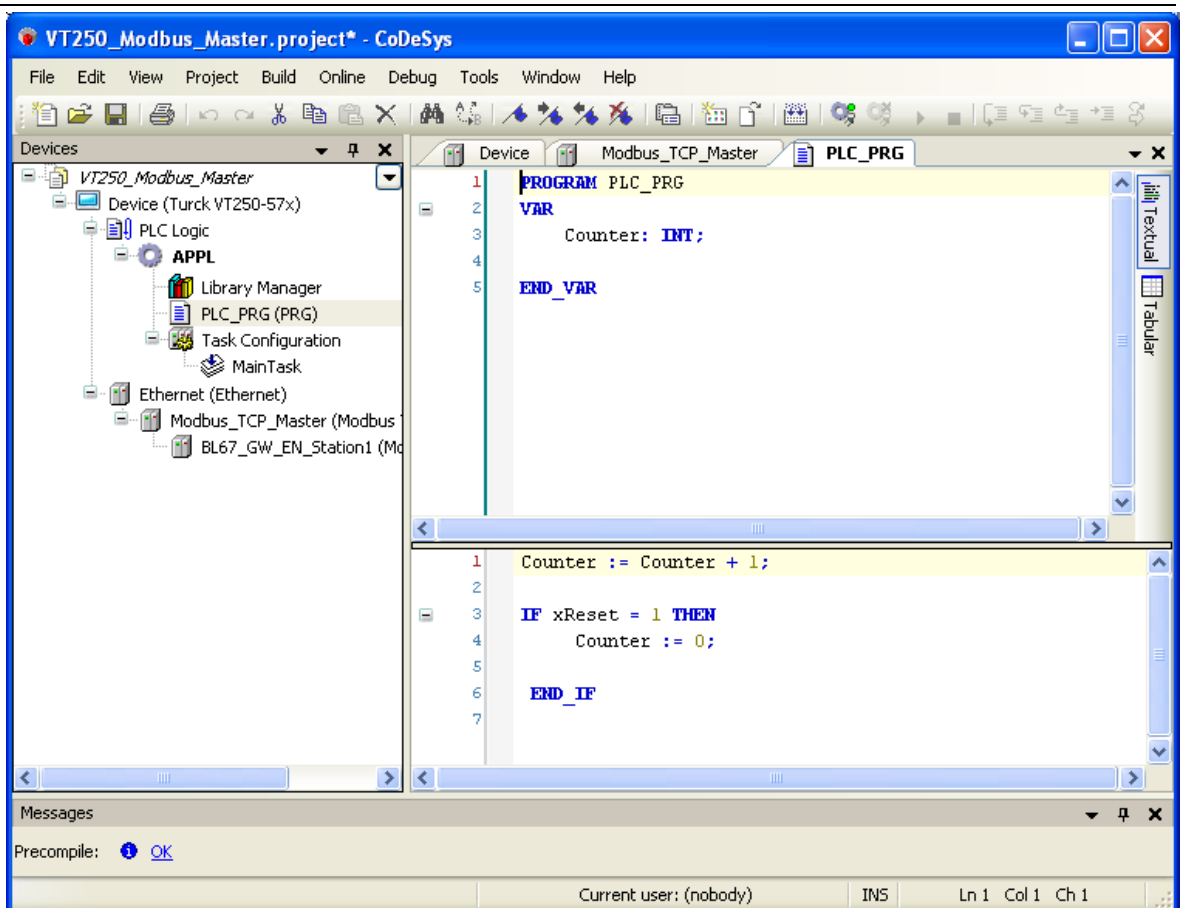 VT250_Modbus_Master.project* - CoDeSys
File Edit View Project Build Online Debug Tools Window Help
Devices
VT250_Modbus_Master
Device (Turck VT250-57x)
PLC Logic
APPL
Library Manager
PLC_PRG (PRG)
Task Configuration
MainTask
Ethernet (Ethernet)
Modbus_TCP_Master (Modbus
BL67_GW_EN_Station1 (Mo
Device Modbus_TCP_Master PLC_PRG
1 PROGRAM PLC_PRG
2 VAR
3 Counter: INT;
4
5 END_VAR
Textual
Tabular
1 Counter := Counter + 1;
2
3 IF xReset = 1 THEN
4 Counter := 0;
5
6 END_IF
7
Messages
Precompile: OK
Current user: (nobody) INS Ln 1 Col 1 Ch 1